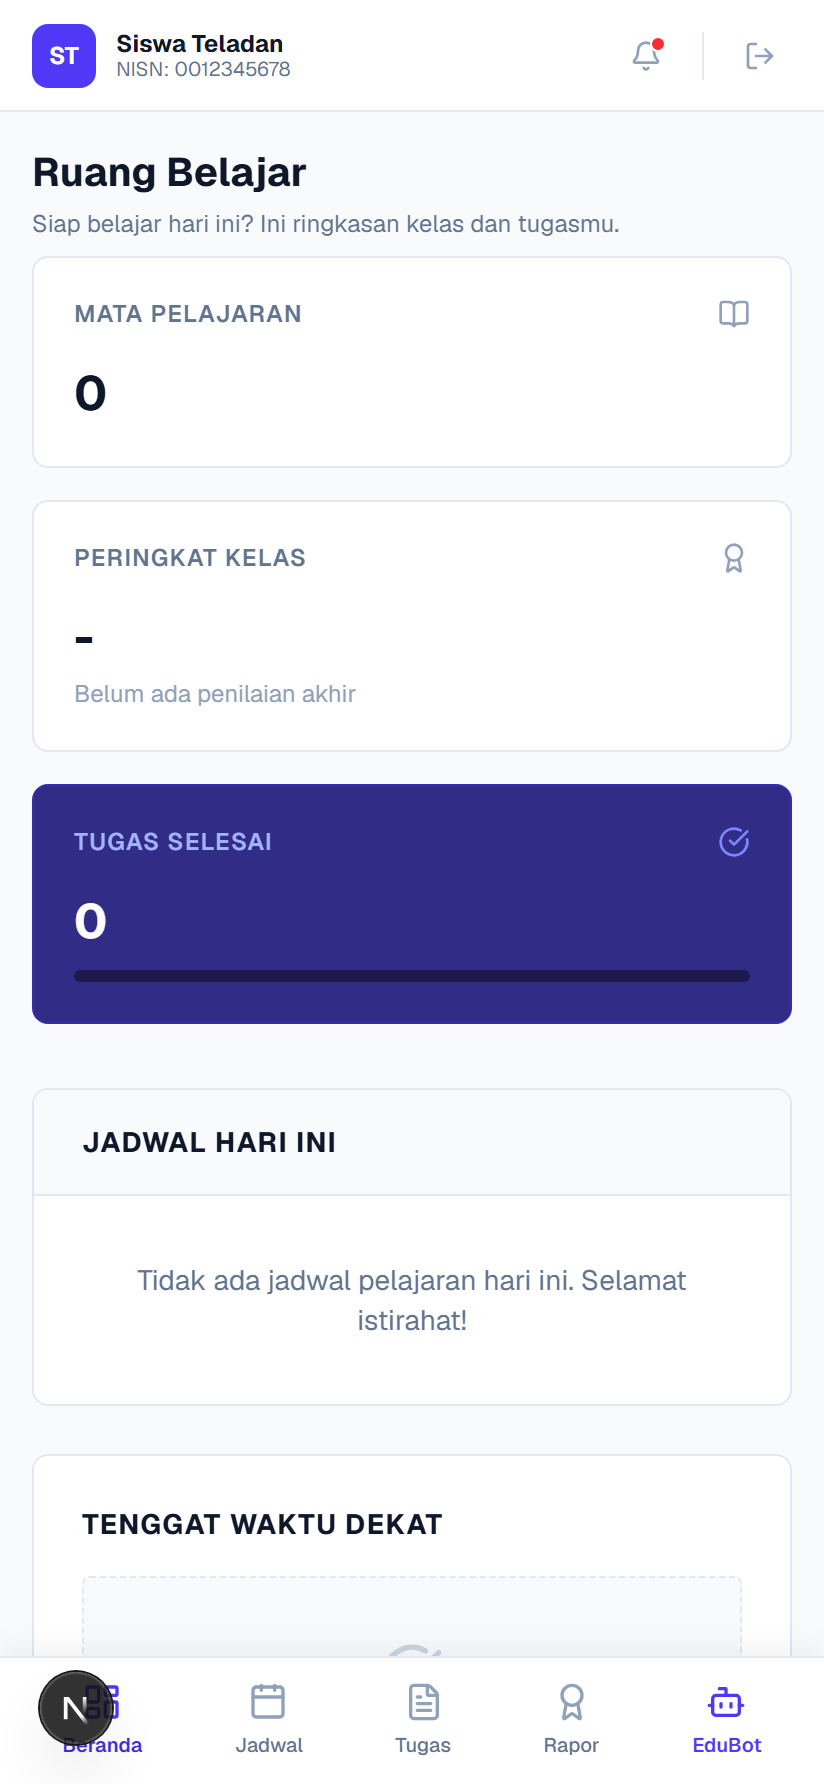 ST
Siswa Teladan
NISN: 0012345678
Ruang Belajar
Siap belajar hari ini? Ini ringkasan kelas dan tugasmu.
MATA PELAJARAN
0
PERINGKAT KELAS
-
Belum ada penilaian akhir
TUGAS SELESAI
0
JADWAL HARI INI
Tidak ada jadwal pelajaran hari ini. Selamat
istirahat!
TENGGAT WAKTU DEKAT
N
Beranda
Jadwal
Tugas
Rapor
EduBot